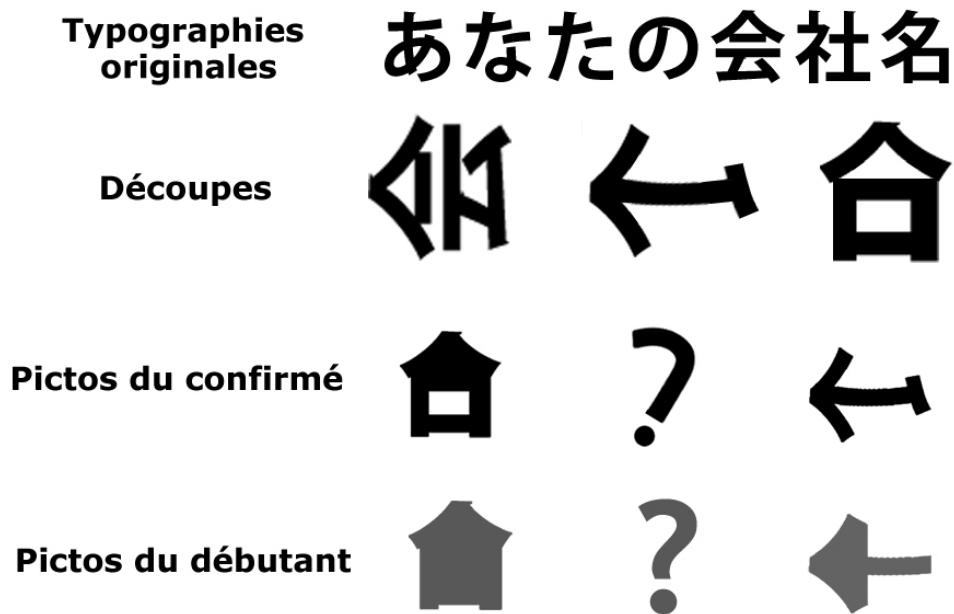 Typographies
originales
あなたの会社名
Découpes
Pictos du confirmé
?
Pictos du débutant
?